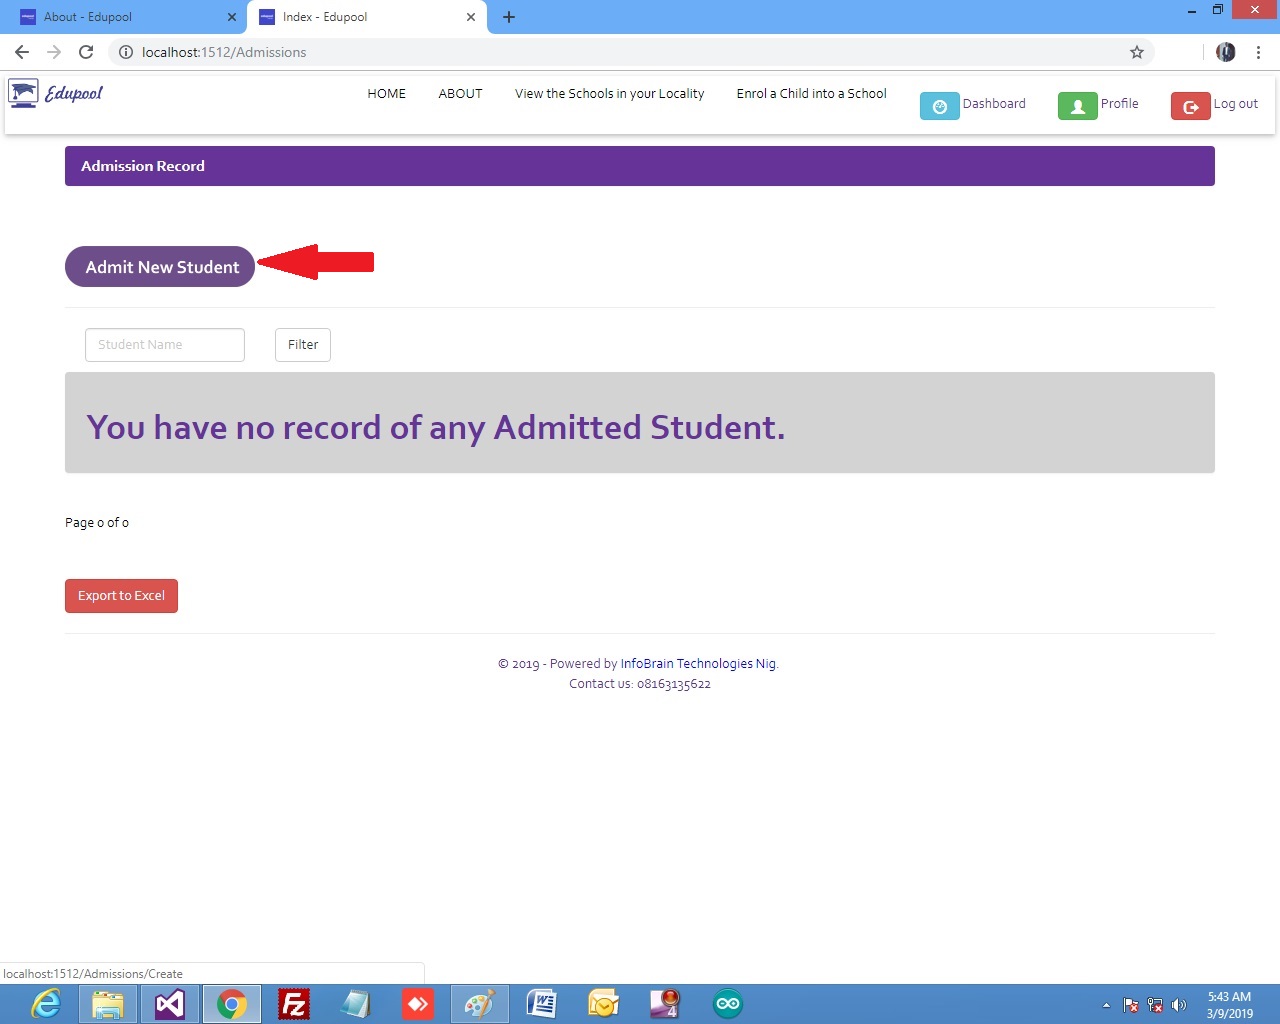 About - Edupool
Index - Edupool
localhost:1512/Admissions
Edupool
HOME
ABOUT
View the Schools in your Locality
Enrol a Child into a School
Dashboard
Profile
Log out
Admission Record
Admit New Student
Student Name
Filter
You have no record of any Admitted Student.
Page 0 of 0
Export to Excel
© 2019 - Powered by InfoBrain Technologies Nig.
Contact us: 08163135622
localhost:1512/Admissions/Create
5:43 AM
3/9/2019